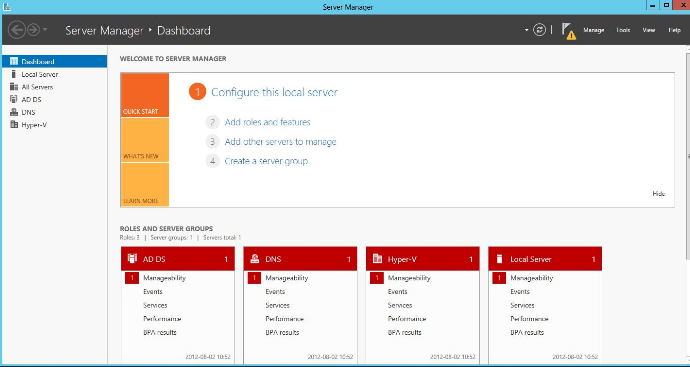 Server Manager
Server Manager • Dashboard
Manage Tools View Help
Dashboard
Local Server
All Servers
AD DS
DNS
Hyper-V
WELCOME TO SERVER MANAGER
QUICK START
WHAT'S NEW
LEARN MORE
1 Configure this local server
2 Add roles and features
3 Add other servers to manage
4 Create a server group
Hide
ROLES AND SERVER GROUPS
Roles: 3 | Server groups: 1 | Servers total: 1
AD DS 1
1 Manageability
Events
Services
Performance
BPA results
2012-08-02 10:52
DNS 1
1 Manageability
Events
Services
Performance
BPA results
2012-08-02 10:52
Hyper-V 1
1 Manageability
Events
Services
Performance
BPA results
2012-08-02 10:52
Local Server 1
1 Manageability
Events
Services
Performance
BPA results
2012-08-02 10:52